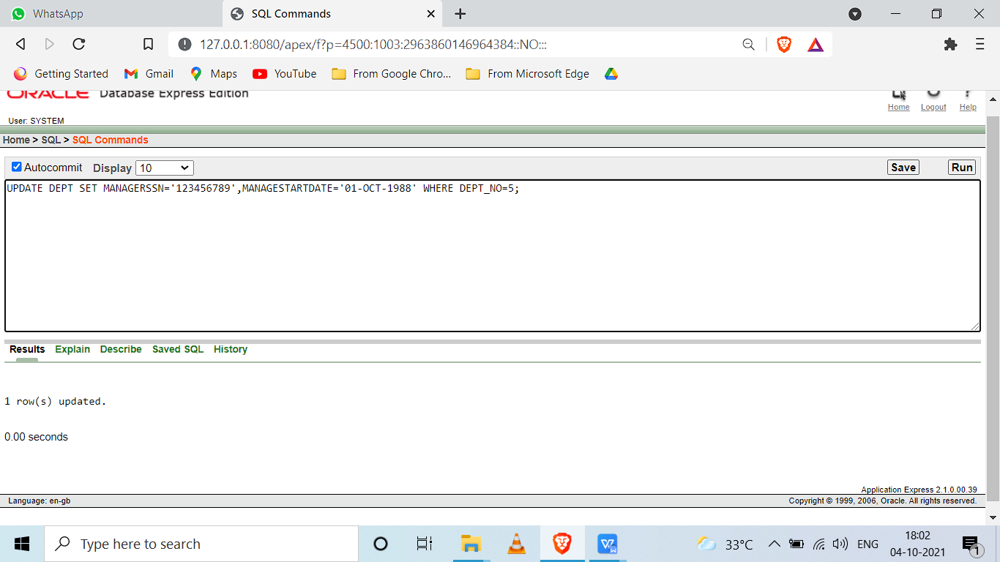 WhatsApp
SQL Commands
127.0.0.1:8080/apex/f?p=4500:1003:2963860146964384::NO:::
Getting Started Gmail Maps YouTube From Google Chro... From Microsoft Edge
ORACLE Database Express Edition
Home Logout Help
User: SYSTEM
Home > SQL > SQL Commands
Autocommit Display 10 Save Run
UPDATE DEPT SET MANAGERSSN='123456789',MANAGESTARTDATE='01-OCT-1988' WHERE DEPT_NO=5;
Results Explain Describe Saved SQL History
1 row(s) updated.
0.00 seconds
Application Express 2.1.0.00.39
Language: en-gb Copyright © 1999, 2006, Oracle. All rights reserved.
Type here to search
33°C ENG
18:02
04-10-2021
1